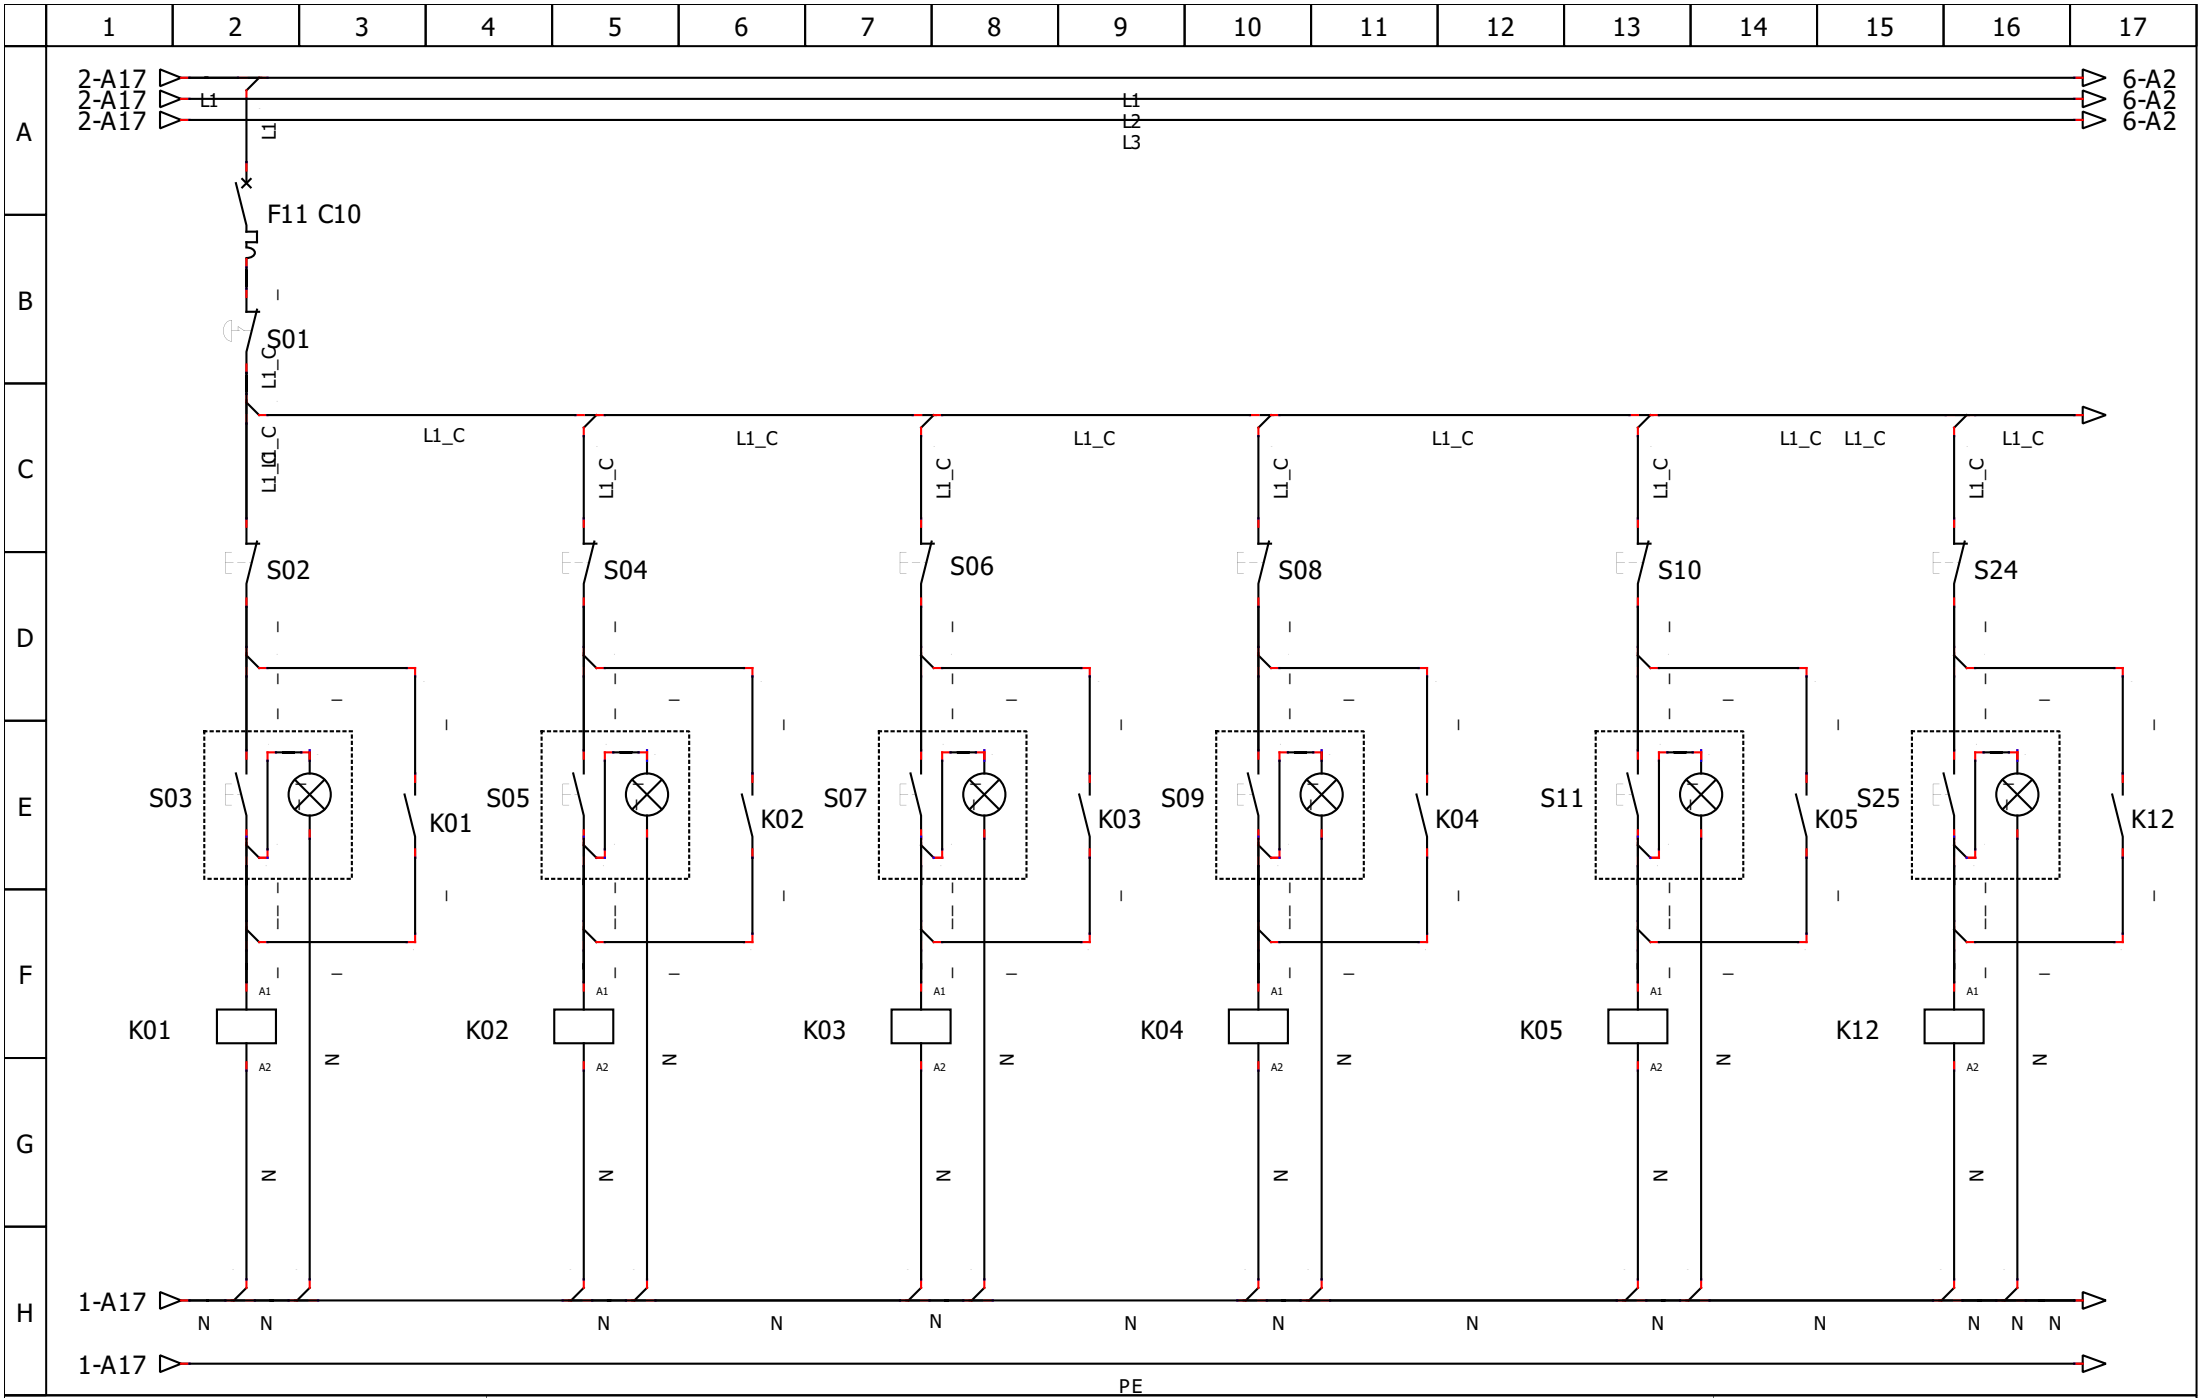 1 2 3 4 5 6 7 8 9 10 11 12 13 14 15 16 17
2-A17 6-A2
2-A17 L1 L1 6-A2
2-A17 L2 6-A2
A L1 L3
F11 C10
B
S01
L1_C
L1_C L1_C L1_C L1_C L1_C L1_C L1_C L1_C
C L1_C L1_C L1_C L1_C L1_C L1_C
S02 S04 S06 S08 S10 S24
D
E S03 S05 S07 S09 S11 S25
K01 K02 K03 K04 K05 K12
F
A1 A1 A1 A1 A1 A1
K01 K02 K03 K04 K05 K12
N N N N N N
A2 A2 A2 A2 A2 A2
G
N N N N N N
1-A17
H N N N N N N N N N N N N
1-A17
PE